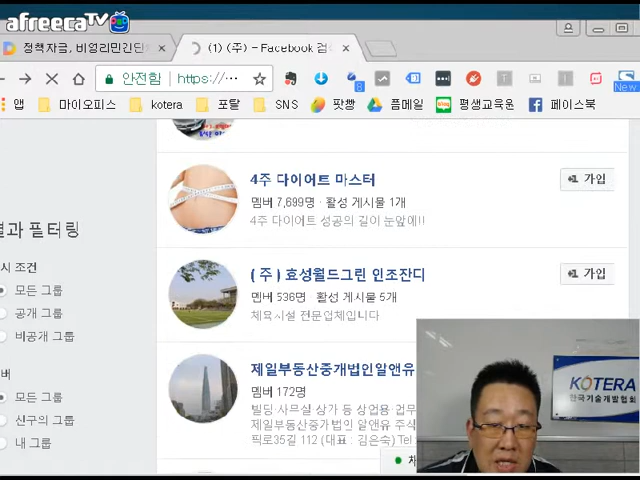 afreecaTV
정책자금, 비영리민간단
(1) (주) - Facebook 검
안전함 https://...
8
New
앱 마이오피스 kotera 포탈 SNS 팟빵 플메일 평생교육원 페이스북
4주 다이어트 마스터
+1 가입
멤버 7,699명 · 활성 게시물 1개
4주 다이어트 성공의 길이 눈앞에!!
결과 필터링
( 주 ) 효성월드그린 인조잔디
+1 가입
시 조건
멤버 536명 활성 게시물 5개
모든 그룹
체육시설 전문업체입니다
공개 그룹
비공개 그룹
제일부동산중개법인알앤유
버
멤버 172명
모든 그룹
빌딩 사무실 상가 등 상업용 업무
친구의 그룹
제일부동산중개법인 알앤유 주식
내 그룹
픽로35길 112 (대표 : 김은숙) Tel
KOTERA
한국기술개발협회